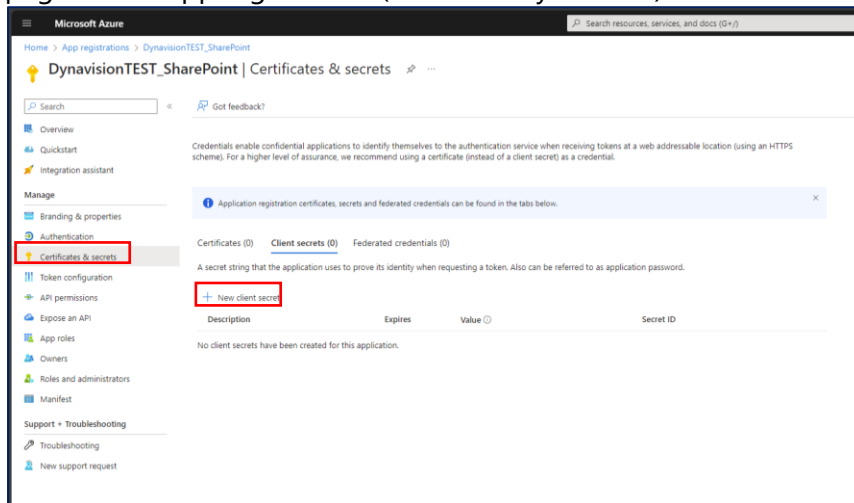 Microsoft Azure
Search resources, services, and docs (G+/)
Home > App registrations > DynavisionTEST_SharePoint
DynavisionTEST_SharePoint | Certificates & secrets
Search
Got feedback?
Overview
Quickstart
Integration assistant
Credentials enable confidential applications to identify themselves to the authentication service when receiving tokens at a web addressable location (using an HTTPS
scheme). For a higher level of assurance, we recommend using a certificate (instead of a client secret) as a credential.
Manage
Application registration certificates, secrets and federated credentials can be found in the tabs below.
Branding & properties
Authentication
Certificates & secrets
Token configuration
API permissions
Expose an API
App roles
Owners
Roles and administrators
Manifest
Certificates (0) Client secrets (0) Federated credentials (0)
A secret string that the application uses to prove its identity when requesting a token. Also can be referred to as application password.
New client secret
Description Expires Value Secret ID
No client secrets have been created for this application.
Support + Troubleshooting
Troubleshooting
New support request